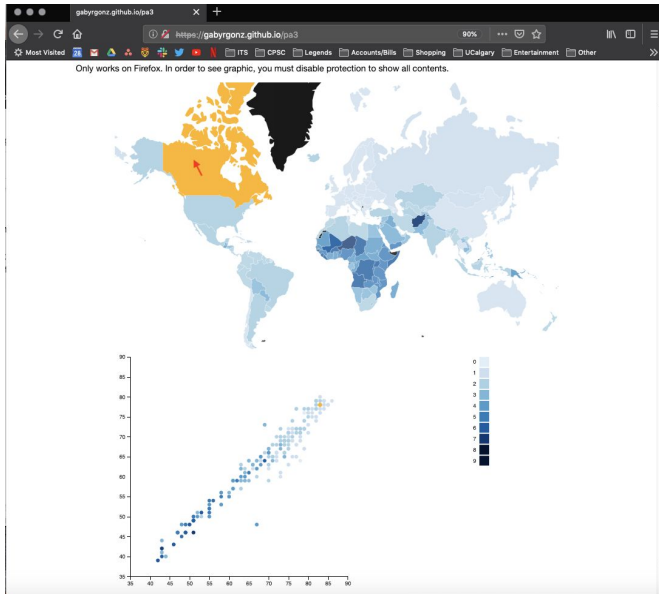 gabyrgonz.github.io/pa3
https://gabyrgonz.github.io/pa3
90%
Most Visited
28
ITS
CPSC
Legends
Accounts/Bills
Shopping
UCalgary
Entertainment
Other
Only works on Firefox. In order to see graphic, you must disable protection to show all contents.
90
85
80
75
70
65
60
55
50
45
40
35
35 40 45 50 55 60 65 70 75 80 85 90
0
1
2
3
4
5
6
7
8
9